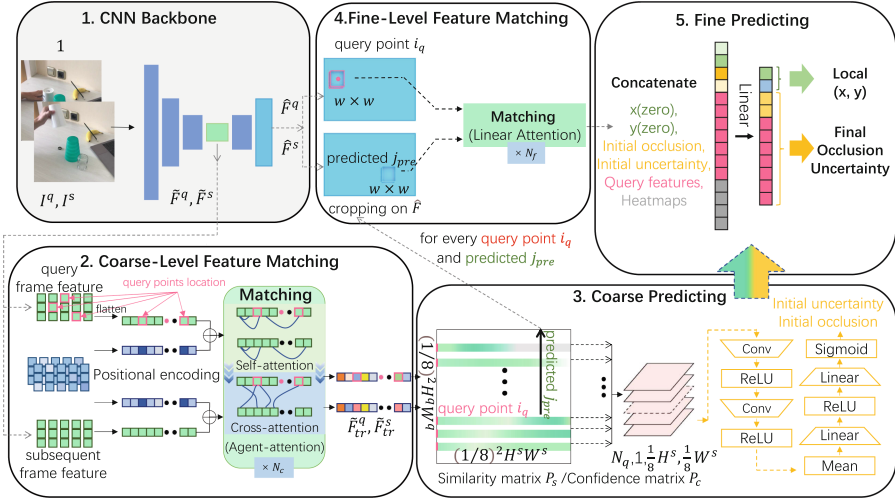 1. CNN Backbone
1
I^q, I^s
F̃^q, F̃^s
F̂^q
F̂^s
4.Fine-Level Feature Matching
query point i_q
w × w
predicted j_pre
w × w
cropping on F̂
Matching
(Linear Attention)
× N_f
5. Fine Predicting
Concatenate
x(zero),
y(zero),
Initial occlusion,
Initial uncertainty,
Query features,
Heatmaps
Linear
Local
(x, y)
Final
Occlusion
Uncertainty
for every query point i_q
and predicted j_pre
2. Coarse-Level Feature Matching
query
frame feature
query points location
flatten
Positional encoding
subsequent
frame feature
Matching
Self-attention
Cross-attention
(Agent-attention)
× N_c
F̃^q_tr, F̃^s_tr
3. Coarse Predicting
(1/8)^2 H^q W^q
predicted j_pre
query point i_q
(1/8)^2 H^s W^s
Similarity matrix P_s /Confidence matrix P_c
N_q, 1, 1/8 H^s, 1/8 W^s
Conv
ReLU
Conv
ReLU
Initial uncertainty
Initial occlusion
Sigmoid
Linear
ReLU
Linear
Mean